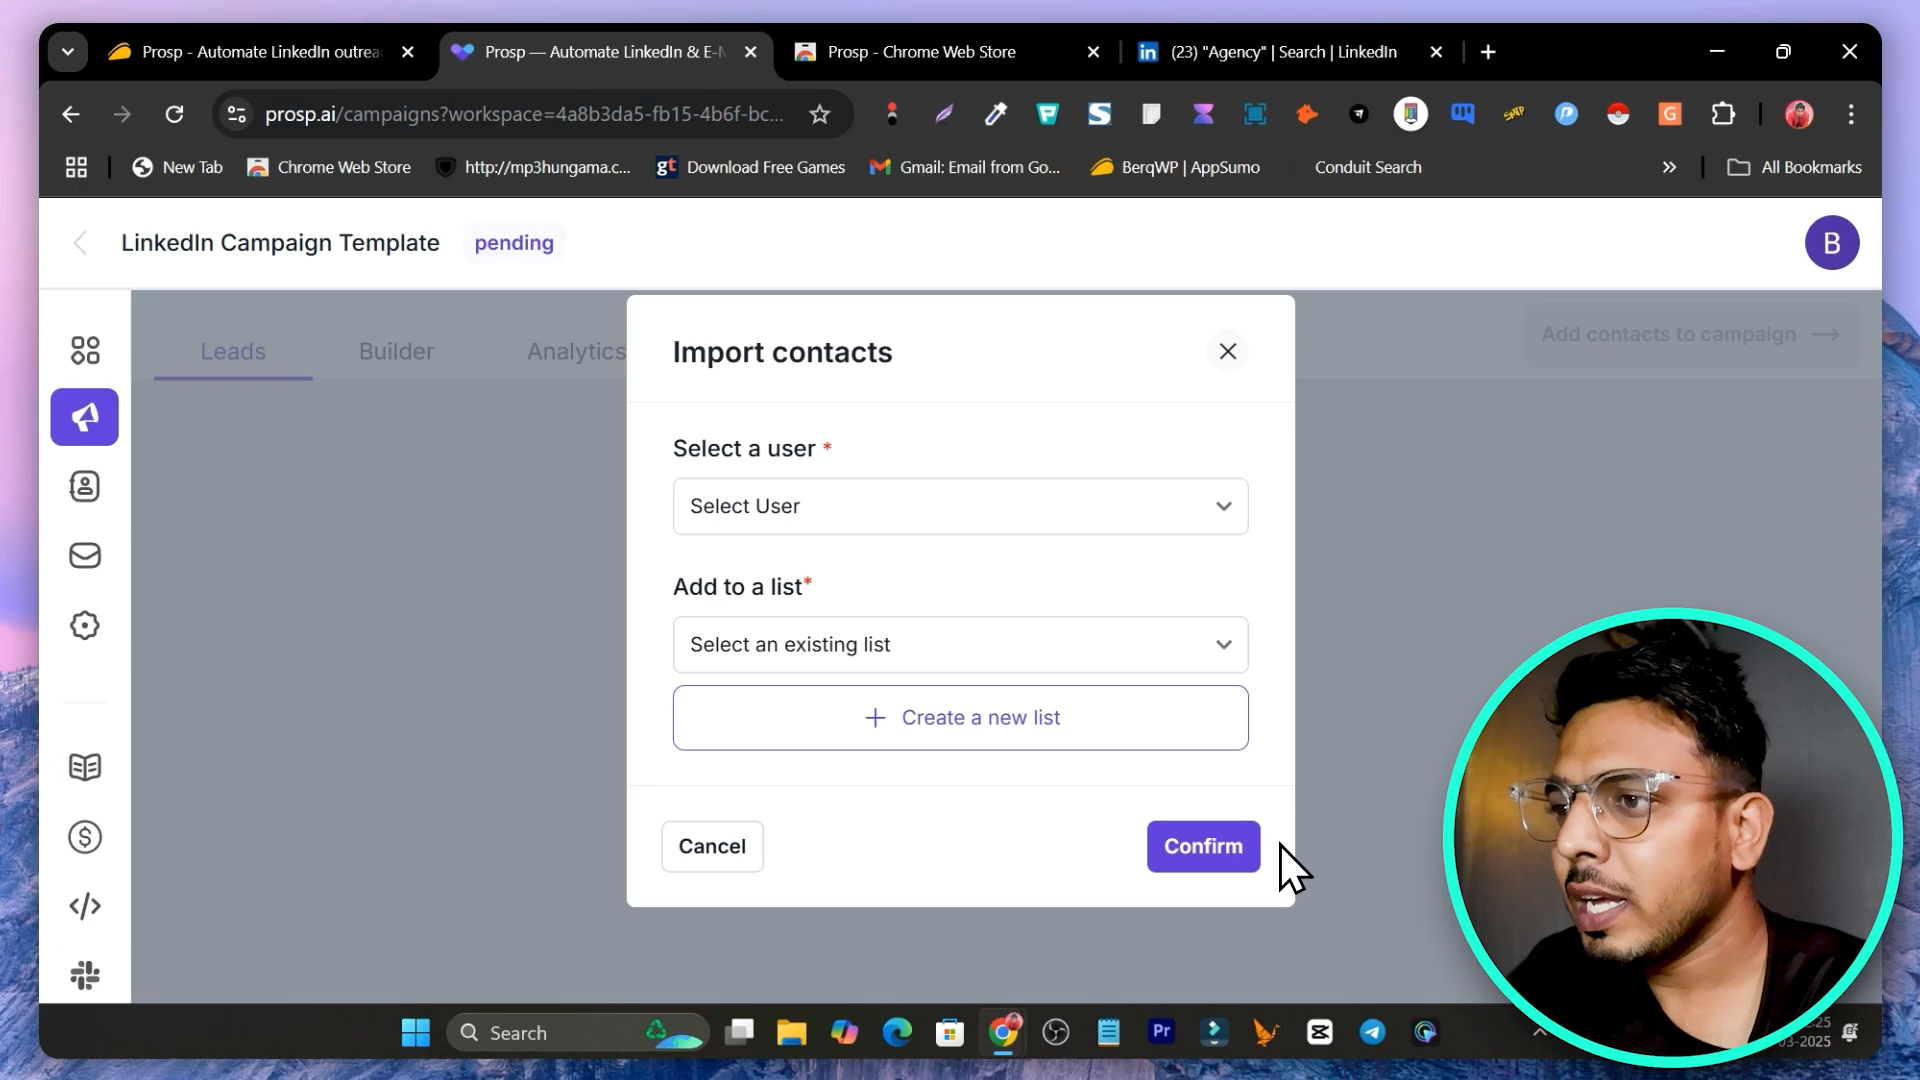 Prosp - Automate LinkedIn outrea
Prosp — Automate LinkedIn & E-M
Prosp - Chrome Web Store
(23) "Agency" | Search | LinkedIn
prosp.ai/campaigns?workspace=4a8b3da5-fb15-4b6f-bc...
New Tab
Chrome Web Store
http://mp3hungama.c...
Download Free Games
Gmail: Email from Go...
BerqWP | AppSumo
Conduit Search
All Bookmarks
LinkedIn Campaign Template
pending
B
Leads
Builder
Analytics
Add contacts to campaign
Import contacts
Select a user *
Select User
Add to a list*
Select an existing list
+ Create a new list
Cancel
Confirm
Search
Pr
03-2025